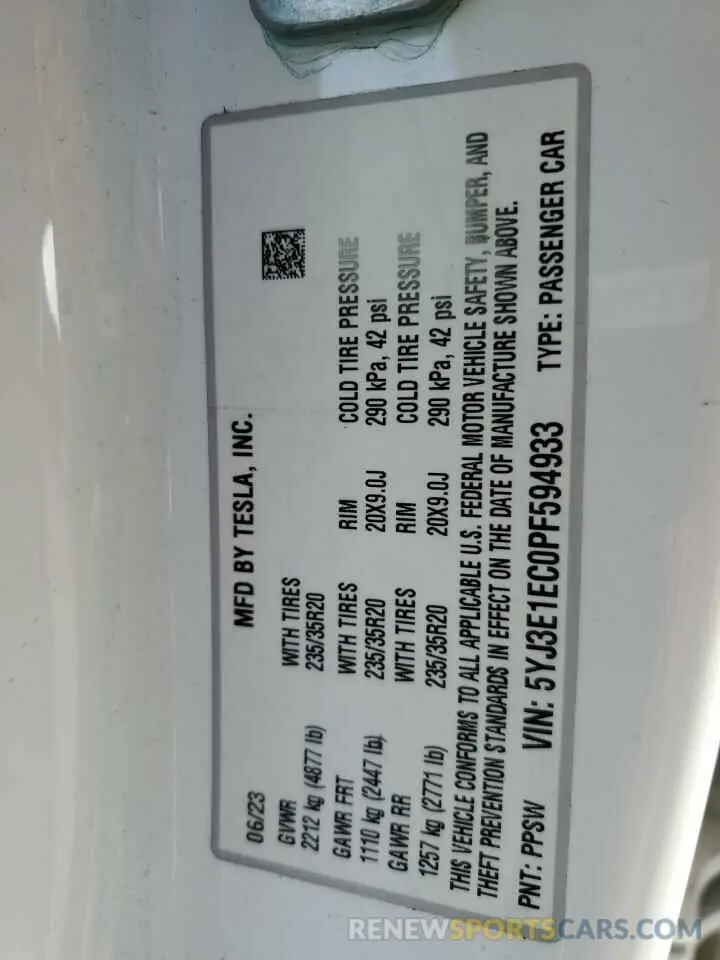 MFD BY TESLA, INC.
06/23
GVWR WITH TIRES
2212 kg (4877 lb) 235/35R20
GAWR FRT WITH TIRES RIM COLD TIRE PRESSURE
1110 kg (2447 lb) 235/35R20 20X9.0J 290 kPa, 42 psi
GAWR RR WITH TIRES RIM COLD TIRE PRESSURE
1257 kg (2771 lb) 235/35R20 20X9.0J 290 kPa, 42 psi
THIS VEHICLE CONFORMS TO ALL APPLICABLE U.S. FEDERAL MOTOR VEHICLE SAFETY, BUMPER, AND
THEFT PREVENTION STANDARDS IN EFFECT ON THE DATE OF MANUFACTURE SHOWN ABOVE.
PNT: PPSW VIN: 5YJ3E1EC0PF594933 TYPE: PASSENGER CAR
RENEWSPORTSCARS.COM